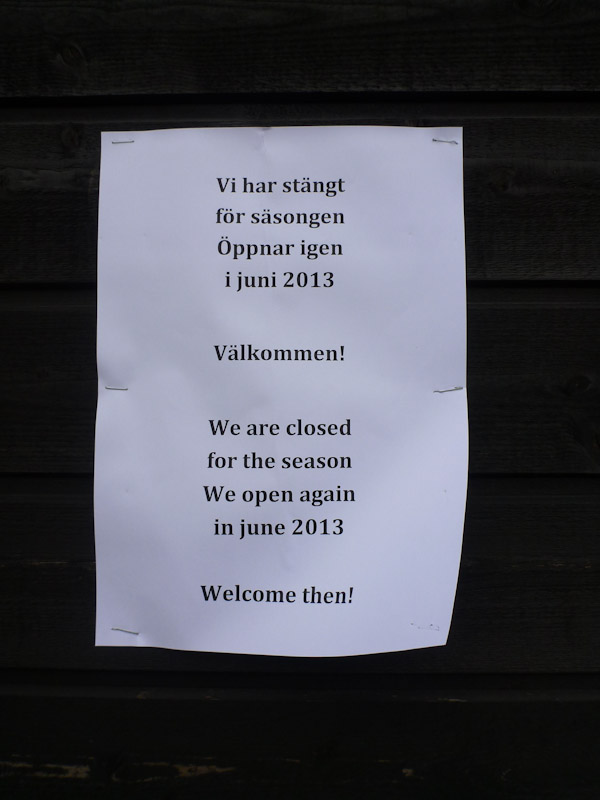 Vi har stängt
för säsongen
Öppnar igen
i juni 2013
Välkommen!
We are closed
for the season
We open again
in june 2013
Welcome then!